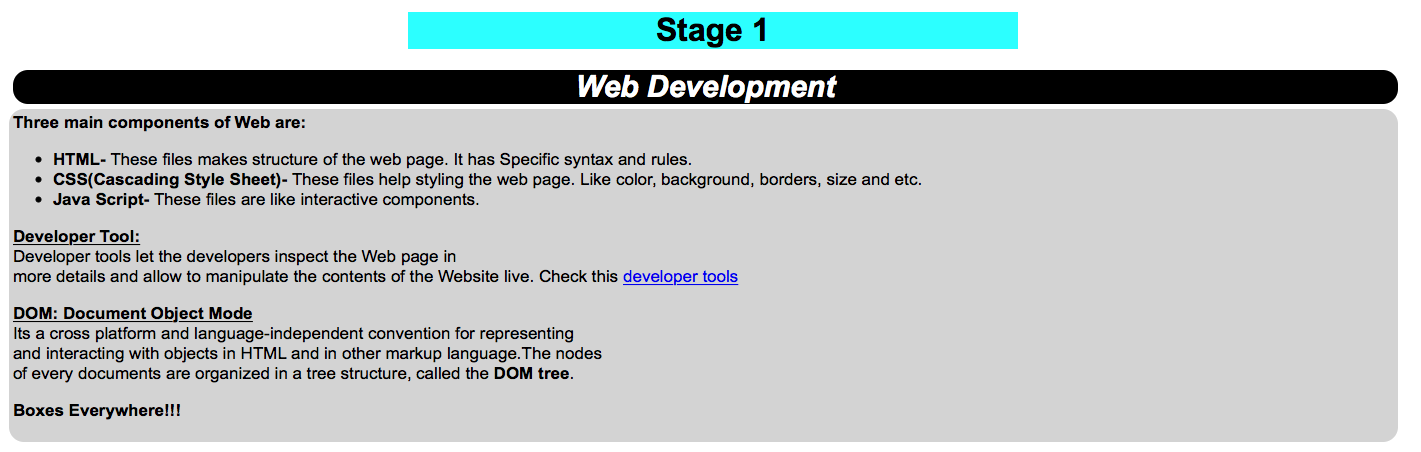 Stage 1
Web Development
Three main components of Web are:
• HTML- These files makes structure of the web page. It has Specific syntax and rules.
• CSS(Cascading Style Sheet)- These files help styling the web page. Like color, background, borders, size and etc.
• Java Script- These files are like interactive components.
Developer Tool:
Developer tools let the developers inspect the Web page in
more details and allow to manipulate the contents of the Website live. Check this developer tools
DOM: Document Object Mode
Its a cross platform and language-independent convention for representing
and interacting with objects in HTML and in other markup language.The nodes
of every documents are organized in a tree structure, called the DOM tree.
Boxes Everywhere!!!